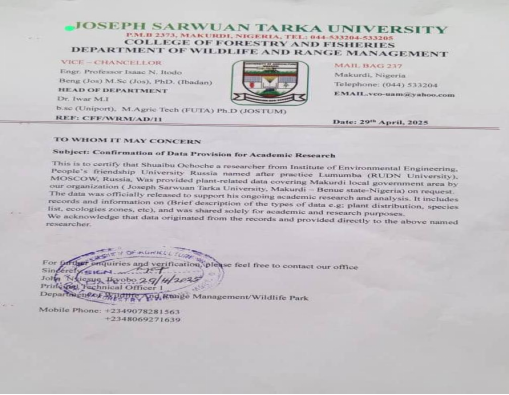 JOSEPH SARWUAN TARKA UNIVERSITY
P.M.B 2373, MAKURDI, NIGERIA, TEL: 044-533204-533205
COLLEGE OF FORESTRY AND FISHERIES
DEPARTMENT OF WILDLIFE AND RANGE MANAGEMENT
VICE – CHANCELLOR
Engr. Professor Isaac N. Itodo
Beng (Jos) M.Sc (Jos), PhD. (Ibadan)
HEAD OF DEPARTMENT
Dr. Iwar M.I
b.sc (Uniport), M.Agric Tech (FUTA) Ph.D (JOSTUM)
REF: CFF/WRM/AD/11
MAIL BAG 237
Makurdi, Nigeria
Telephone: (044) 533204
EMAIL.vco-uam@yahoo.com
Date: 29th April, 2025
TO WHOM IT MAY CONCERN
Subject: Confirmation of Data Provision for Academic Research
This is to certify that Shuaibu Ochoche a researcher from Institute of Environmental Engineering,
People's friendship University Russia named after practice Lumumba (RUDN University),
MOSCOW, Russia, Was provided plant-related data covering Makurdi local government area by
our organization ( Joseph Sarwuan Tarka University, Makurdi – Benue state-Nigeria) on request.
The data was officially released to support his ongoing academic research and analysis. It includes
records and information on (Brief description of the types of data e.g; plant distribution, species
list, ecologies zones, etc), and was shared solely for academic and research purposes.
We acknowledge that data originated from the records and provided directly to the above named
researcher.
For further enquiries and verification, please feel free to contact our office
Sincerely
SIGN
John
29/4/2025
Principal Technical Officer 1
Department of Wildlife And Range Management/Wildlife Park
Mobile Phone: +2349078281563
+2348069271639